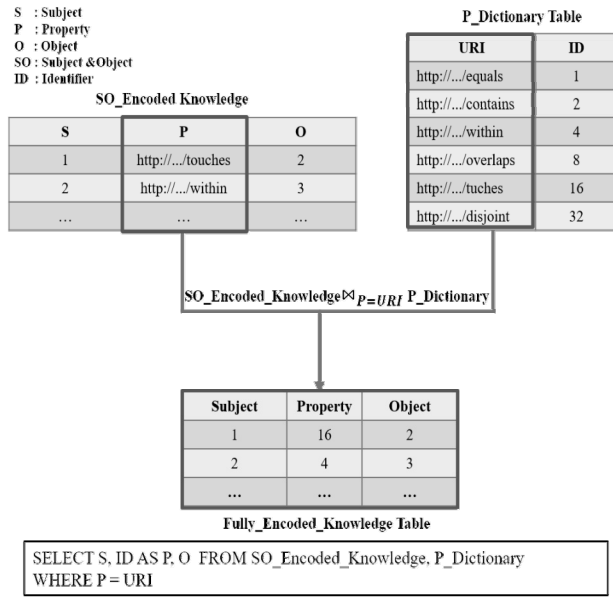 S : Subject
P : Property
O : Object
SO : Subject &Object
ID : Identifier
SO_Encoded Knowledge
S P O
1 http://.../touches 2
2 http://.../within 3
... ... ...
P_Dictionary Table
URI ID
http://.../equals 1
http://.../contains 2
http://.../within 4
http://.../overlaps 8
http://.../tuches 16
http://.../disjoint 32
SO_Encoded_Knowledge⋈P=URI P_Dictionary
Subject Property Object
1 16 2
2 4 3
... ... ...
Fully_Encoded_Knowledge Table
SELECT S, ID AS P, O FROM SO_Encoded_Knowledge, P_Dictionary
WHERE P = URI